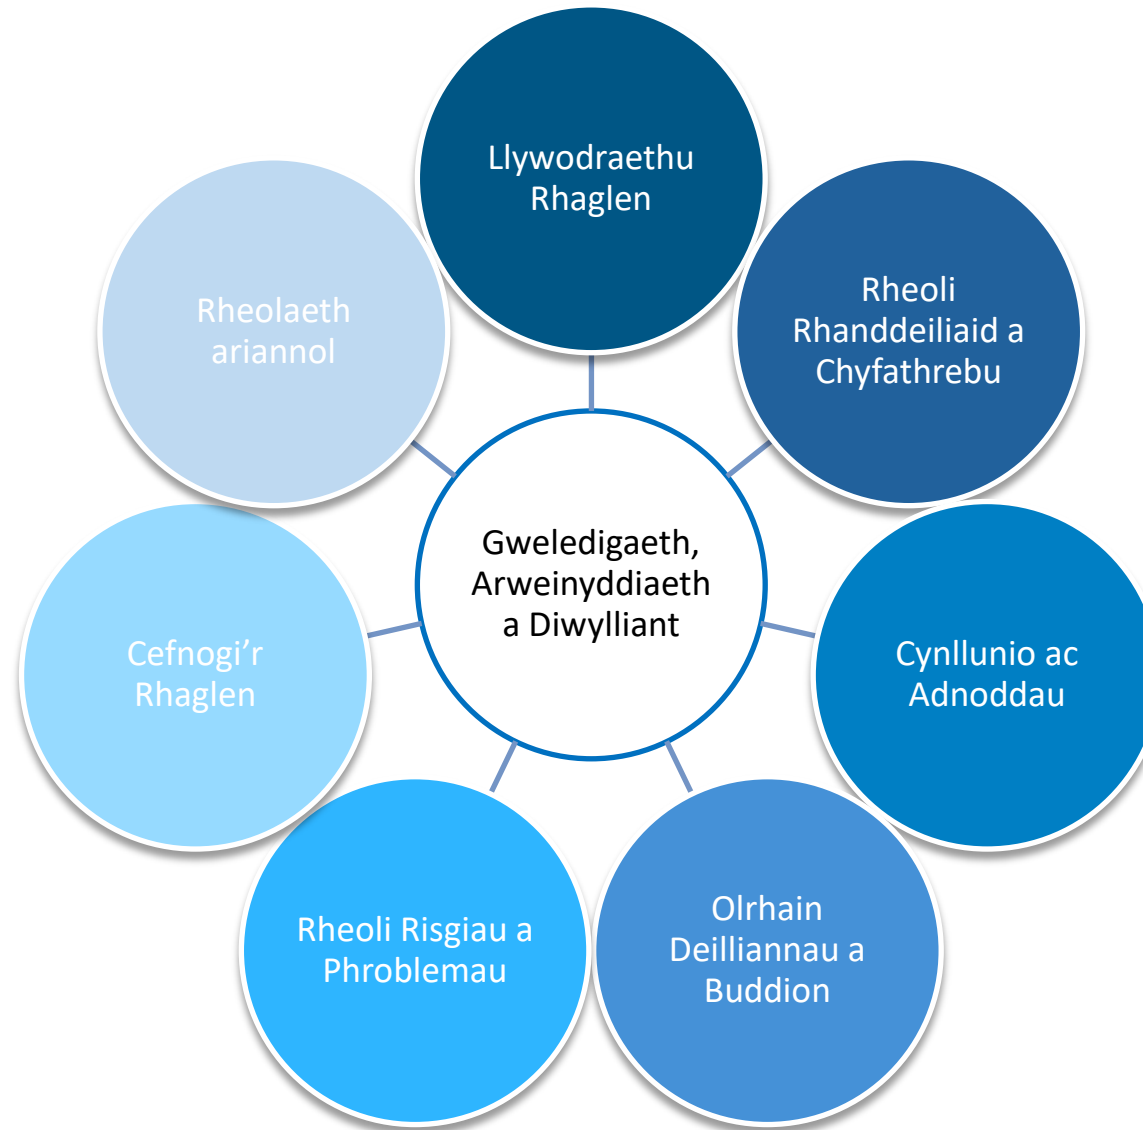 Llywodraethu
Rhaglen
Rheoli
Rhanddeiliaid a
Chyfathrebu
Cynllunio ac
Adnoddau
Olrhain
Deilliannau a
Buddion
Rheoli Risgiau a
Phroblemau
Cefnogi’r
Rhaglen
Rheolaeth
ariannol
Gweledigaeth,
Arweinyddiaeth
a Diwylliant